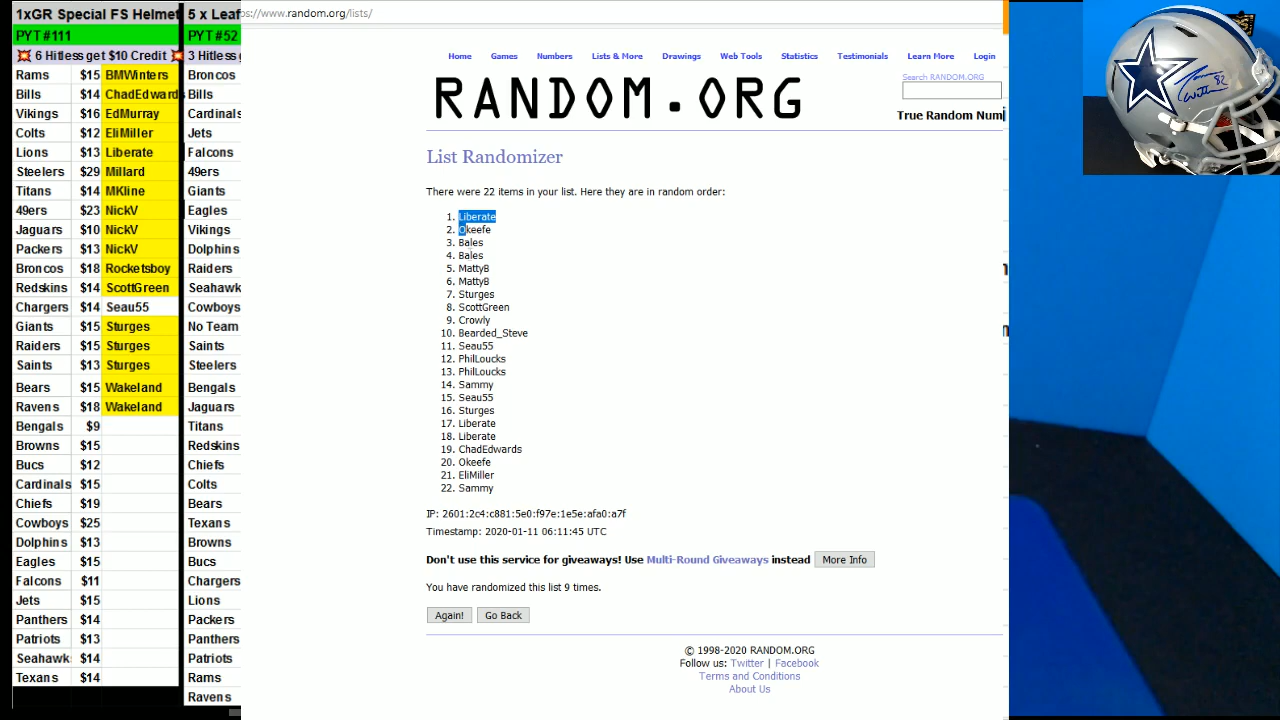 1xGR Special FS Helmet
PYT #111
💥 6 Hitless get $10 Credit 💥
Rams $15 BMWinters
Bills $14 ChadEdwards
Vikings $16 EdMurray
Colts $12 EliMiller
Lions $13 Liberate
Steelers $29 Millard
Titans $14 MKline
49ers $23 NickV
Jaguars $10 NickV
Packers $13 NickV
Broncos $18 Rocketsboy
Redskins $14 ScottGreen
Chargers $14 Seau55
Giants $15 Sturges
Raiders $15 Sturges
Saints $13 Sturges
Bears $15 Wakeland
Ravens $18 Wakeland
Bengals $9
Browns $15
Bucs $12
Cardinals $15
Chiefs $19
Cowboys $25
Dolphins $13
Eagles $15
Falcons $11
Jets $15
Panthers $14
Patriots $13
Seahawks $14
Texans $14
5 x Leaf
PYT #52
3 Hitless g
Broncos
Bills
Cardinals
Jets
Falcons
49ers
Giants
Eagles
Vikings
Dolphins
Raiders
Seahawk
Cowboys
No Team
Saints
Steelers
Bengals
Jaguars
Titans
Redskins
Chiefs
Colts
Bears
Texans
Browns
Bucs
Chargers
Lions
Packers
Panthers
Patriots
Rams
Ravens
ps://www.random.org/lists/
Home Games Numbers Lists & More Drawings Web Tools Statistics Testimonials Learn More Login
Search RANDOM.ORG
RANDOM.ORG
True Random Num
List Randomizer
There were 22 items in your list. Here they are in random order:
1. Liberate
2. Okeefe
3. Bales
4. Bales
5. MattyB
6. MattyB
7. Sturges
8. ScottGreen
9. Crowly
10. Bearded_Steve
11. Seau55
12. PhilLoucks
13. PhilLoucks
14. Sammy
15. Seau55
16. Sturges
17. Liberate
18. Liberate
19. ChadEdwards
20. Okeefe
21. EliMiller
22. Sammy
IP: 2601:2c4:c881:5e0:f97e:1e5e:afa0:a7f
Timestamp: 2020-01-11 06:11:45 UTC
Don't use this service for giveaways! Use Multi-Round Giveaways instead More Info
You have randomized this list 9 times.
Again! Go Back
© 1998-2020 RANDOM.ORG
Follow us: Twitter | Facebook
Terms and Conditions
About Us